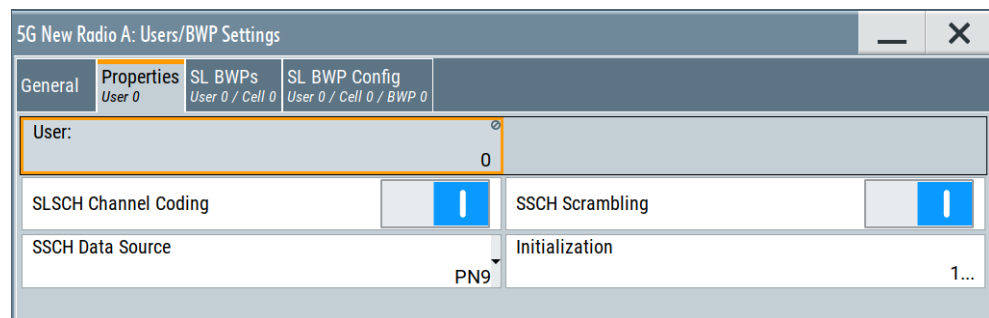 5G New Radio A: Users/BWP Settings
General
Properties
User 0
SL BWPs
User 0 / Cell 0
SL BWP Config
User 0 / Cell 0 / BWP 0
User:
0
SLSCH Channel Coding
SSCH Scrambling
SSCH Data Source
PN9
Initialization
1...